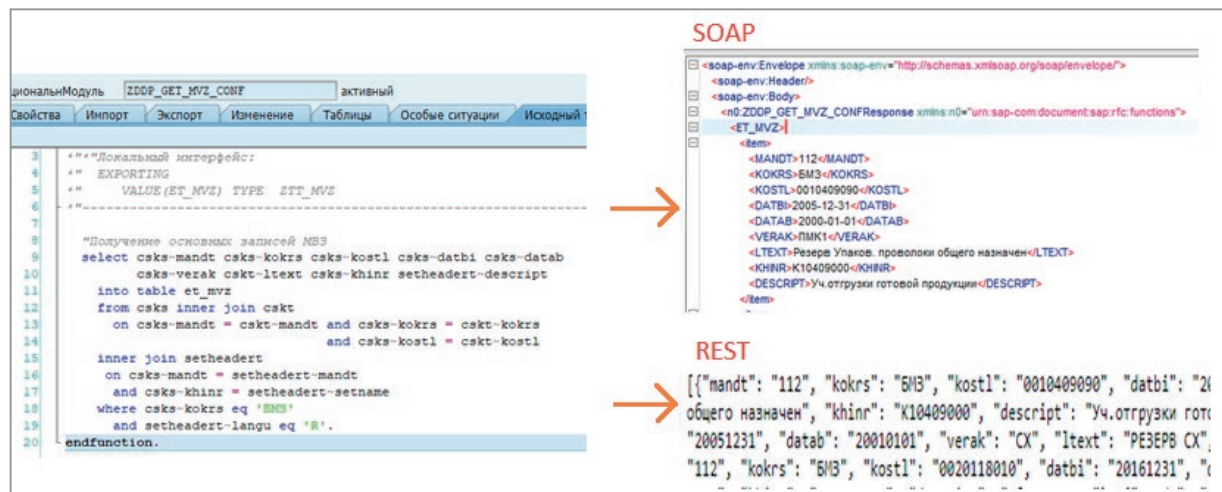 циональнМодуль ZDDP_GET_MVZ_CONF активный
Свойства Импорт Экспорт Изменение Таблицы Особые ситуации Исходный т
3 *"*"Локальный интерфейс:
4 *" EXPORTING
5 *" VALUE(ET_MVZ) TYPE ZTT_MVZ
6 *"----------------------------------------------------------------------
7
8 "Получение основных записей МВЗ
9 select csks~mandt csks~kokrs csks~kostl csks~datbi csks~datab
10 csks~verak cskt~ltext csks~khinr setheadert~descript
11 into table et_mvz
12 from csks inner join cskt
13 on csks~mandt = cskt~mandt and csks~kokrs = cskt~kokrs
14 and csks~kostl = cskt~kostl
15 inner join setheadert
16 on csks~mandt = setheadert~mandt
17 and csks~khinr = setheadert~setname
18 where csks~kokrs eq 'БМЗ'
19 and setheadert~langu eq 'R'.
20 endfunction.
SOAP
<soap-env:Envelope xmlns:soap-env="http://schemas.xmlsoap.org/soap/envelope/">
<soap-env:Header/>
<soap-env:Body>
<n0:ZDDP_GET_MVZ_CONFResponse xmlns:n0="urn:sap-com:document:sap:rfc:functions">
<ET_MVZ>
<item>
<MANDT>112</MANDT>
<KOKRS>БМЗ</KOKRS>
<KOSTL>0010409090</KOSTL>
<DATBI>2005-12-31</DATBI>
<DATAB>2000-01-01</DATAB>
<VERAK>ПМК1</VERAK>
<LTEXT>Резерв Упаков. проволоки общего назначен</LTEXT>
<KHINR>K10409000</KHINR>
<DESCRIPT>Уч.отгрузки готовой продукции</DESCRIPT>
</item>
REST
[{"mandt": "112", "kokrs": "БМЗ", "kostl": "0010409090", "datbi": "20
общего назначен", "khinr": "K10409000", "descript": "Уч.отгрузки гото
"20051231", "datab": "20010101", "verak": "СХ", "ltext": "РЕЗЕРВ СХ",
"112", "kokrs": "БМЗ", "kostl": "0020118010", "datbi": "20161231", "d